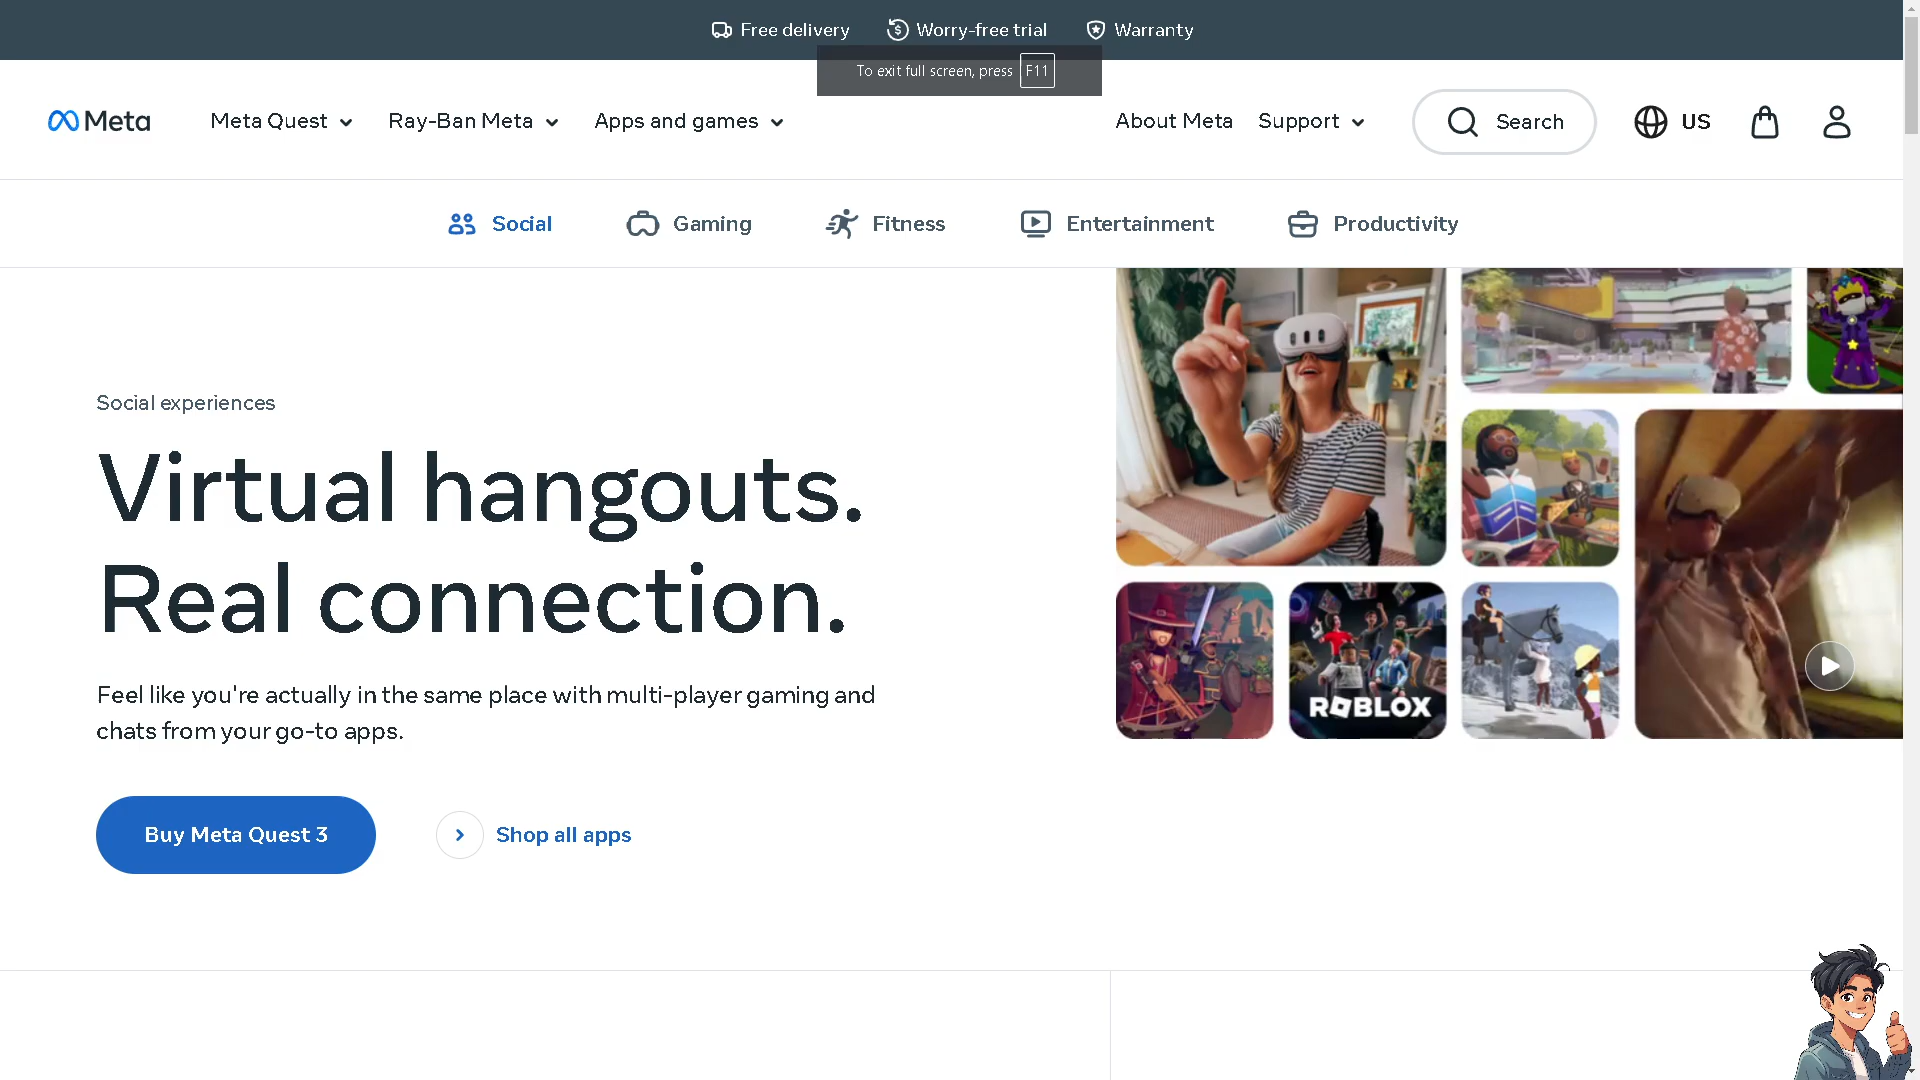 Free delivery
Worry-free trial
Warranty
To exit full screen, press F11
Meta
Meta Quest
Ray-Ban Meta
Apps and games
About Meta
Support
Search
US
Social
Gaming
Fitness
Entertainment
Productivity
Social experiences
Virtual hangouts.
Real connection.
Feel like you're actually in the same place with multi-player gaming and
chats from your go-to apps.
Buy Meta Quest 3
Shop all apps
ROBLOX